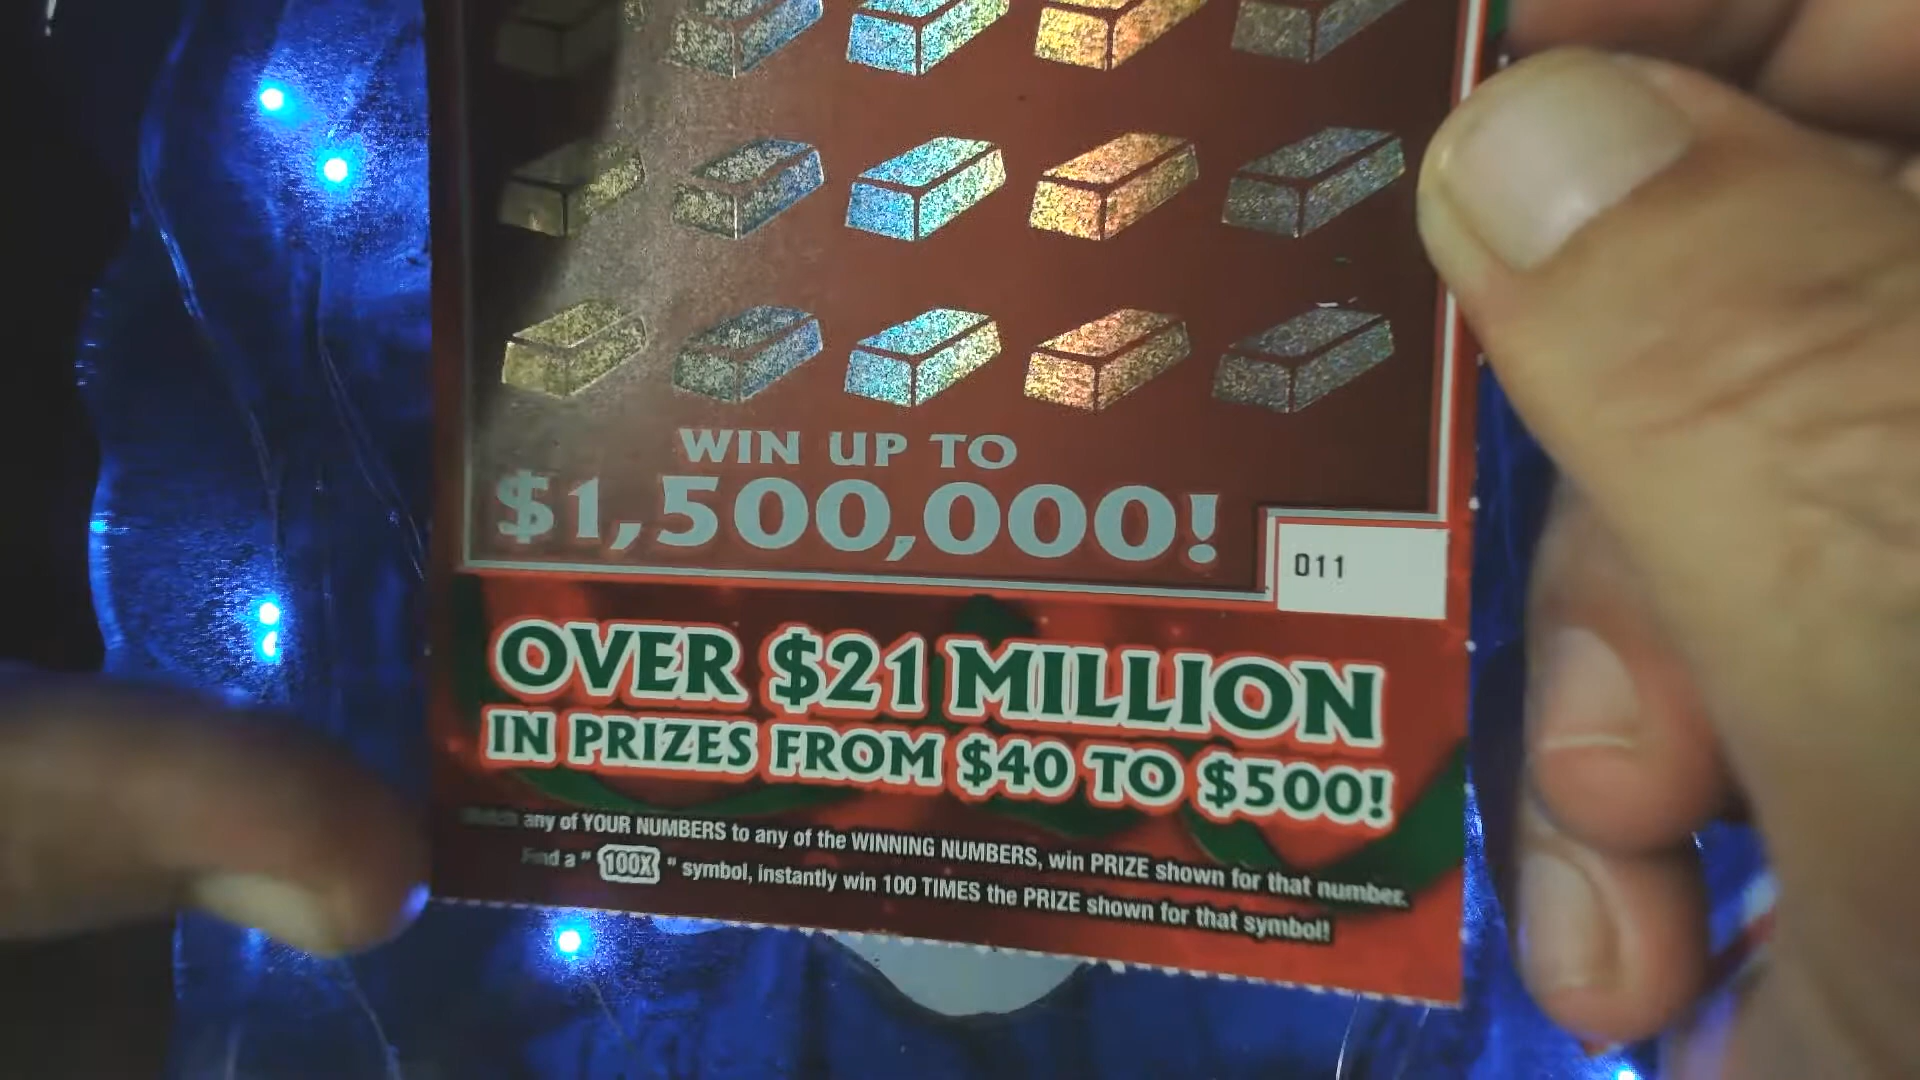 WIN UP TO
$1,500,000!
011
OVER $21 MILLION
IN PRIZES FROM $40 TO $500!
any of YOUR NUMBERS to any of the WINNING NUMBERS, win PRIZE shown for that number.
Find a " 100X " symbol, instantly win 100 TIMES the PRIZE shown for that symbol!